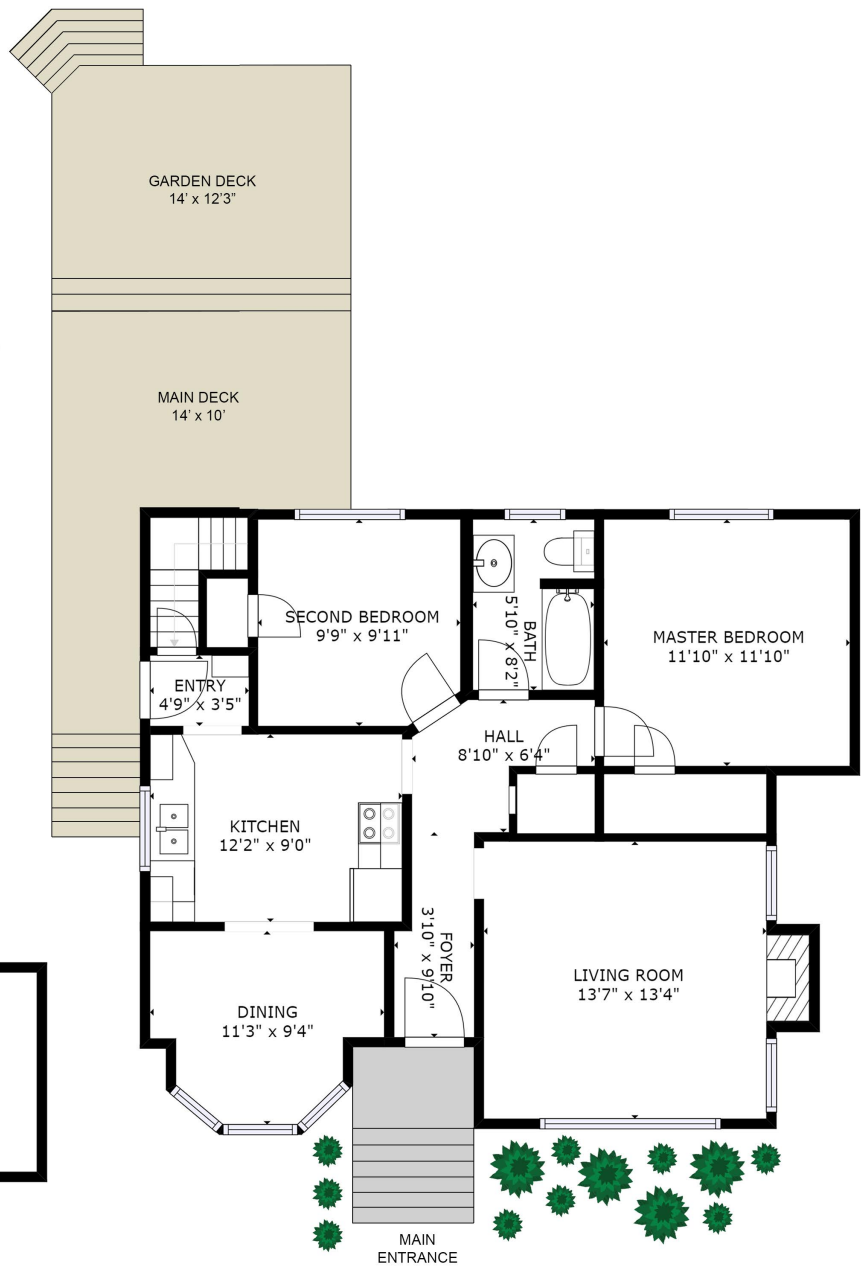 GARDEN DECK
14' x 12'3”
MAIN DECK
14' x 10'
SECOND BEDROOM
9'9" x 9'11"
BATH
5'10" x 8'2"
MASTER BEDROOM
11'10" x 11'10"
ENTRY
4'9" x 3'5"
HALL
8'10" x 6'4"
KITCHEN
12'2" x 9'0"
FOYER
3'10" x 9'10"
LIVING ROOM
13'7" x 13'4"
DINING
11'3" x 9'4"
MAIN
ENTRANCE